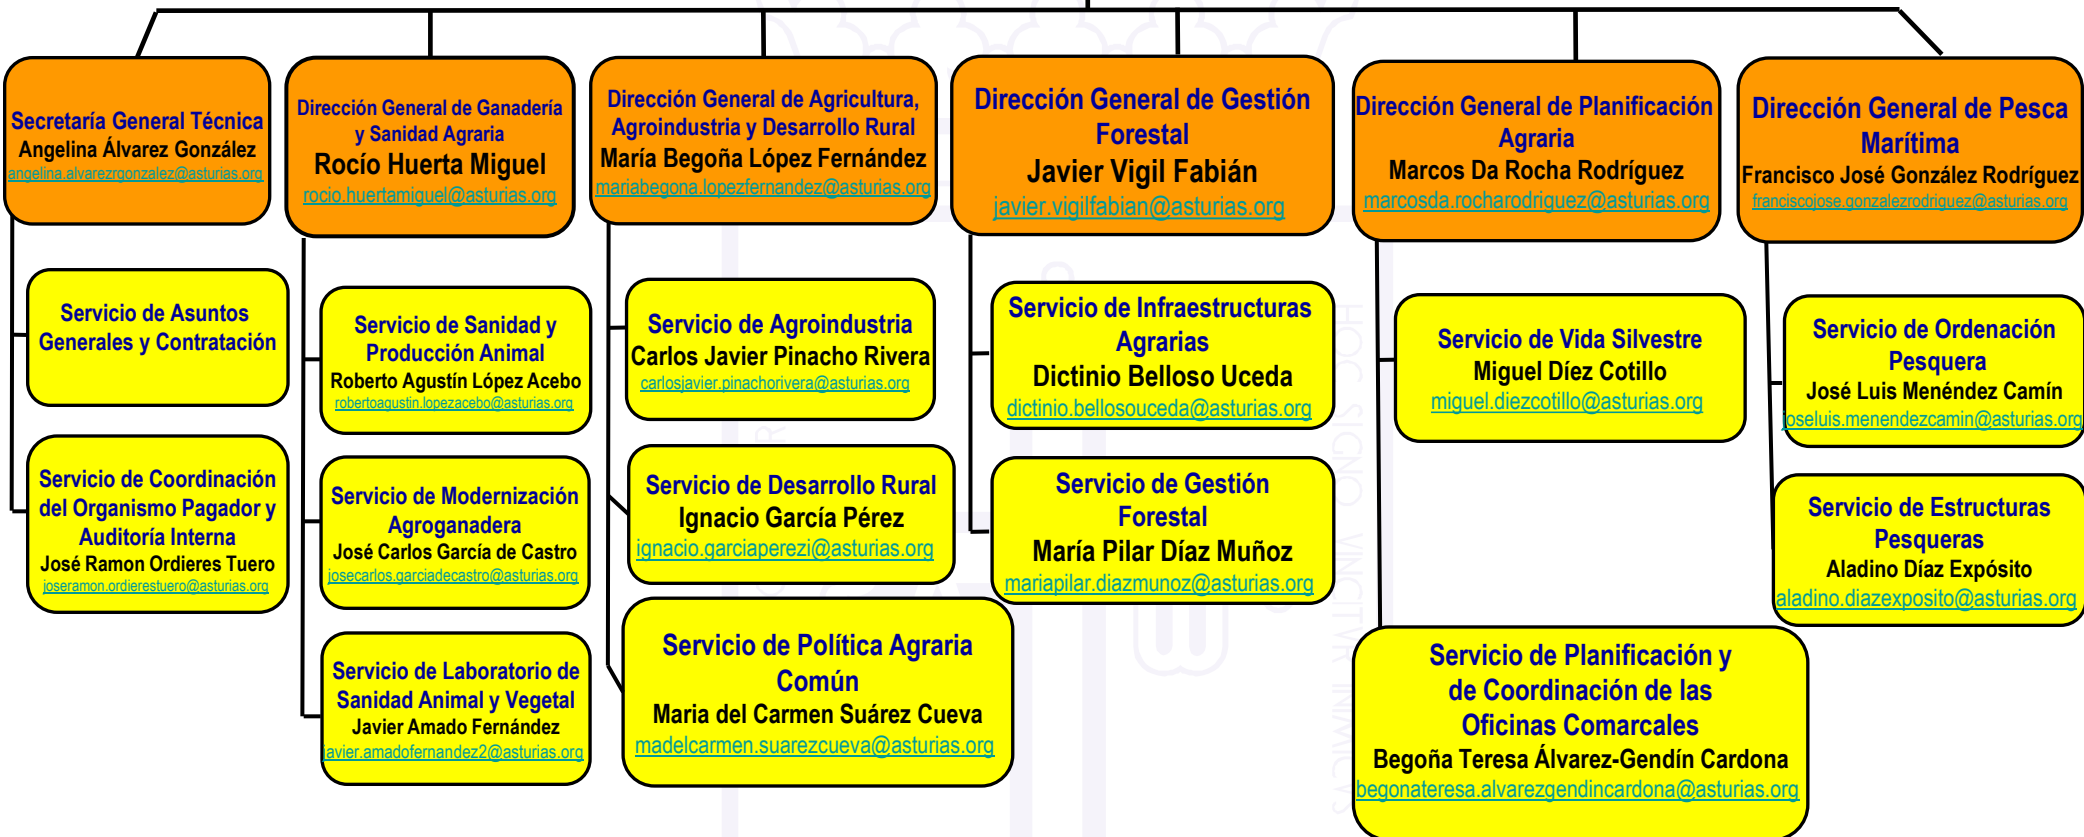 Secretaría General Técnica
Angelina Álvarez González
angelina.alvarezrgonzalez@asturias.org
Dirección General de Ganadería
y Sanidad Agraria
Rocío Huerta Miguel
rocio.huertamiguel@asturias.org
Dirección General de Agricultura,
Agroindustria y Desarrollo Rural
María Begoña López Fernández
mariabegona.lopezfernandez@asturias.org
Dirección General de Gestión
Forestal
Javier Vigil Fabián
javier.vigilfabian@asturias.org
Dirección General de Planificación
Agraria
Marcos Da Rocha Rodríguez
marcosda.rocharodriguez@asturias.org
Dirección General de Pesca
Marítima
Francisco José González Rodríguez
franciscojose.gonzalezrodriguez@asturias.org
Servicio de Asuntos
Generales y Contratación
Servicio de Coordinación
del Organismo Pagador y
Auditoría Interna
José Ramon Ordieres Tuero
joseramon.ordierestuero@asturias.org
Servicio de Sanidad y
Producción Animal
Roberto Agustín López Acebo
robertoagustin.lopezacebo@asturias.org
Servicio de Modernización
Agroganadera
José Carlos García de Castro
josecarlos.garciadecastro@asturias.org
Servicio de Laboratorio de
Sanidad Animal y Vegetal
Javier Amado Fernández
javier.amadofernandez2@asturias.org
Servicio de Agroindustria
Carlos Javier Pinacho Rivera
carlosjavier.pinachorivera@asturias.org
Servicio de Desarrollo Rural
Ignacio García Pérez
ignacio.garciaperezi@asturias.org
Servicio de Política Agraria
Común
Maria del Carmen Suárez Cueva
madelcarmen.suarezcueva@asturias.org
Servicio de Infraestructuras
Agrarias
Dictinio Belloso Uceda
dictinio.bellosouceda@asturias.org
Servicio de Gestión
Forestal
María Pilar Díaz Muñoz
mariapilar.diazmunoz@asturias.org
Servicio de Vida Silvestre
Miguel Díez Cotillo
miguel.diezcotillo@asturias.org
Servicio de Planificación y
de Coordinación de las
Oficinas Comarcales
Begoña Teresa Álvarez-Gendín Cardona
begonateresa.alvarezgendincardona@asturias.org
Servicio de Ordenación
Pesquera
José Luis Menéndez Camín
joseluis.menendezcamin@asturias.org
Servicio de Estructuras
Pesqueras
Aladino Díaz Expósito
aladino.diazexposito@asturias.org
HOC SIGNO VINCITVR INIMICVS